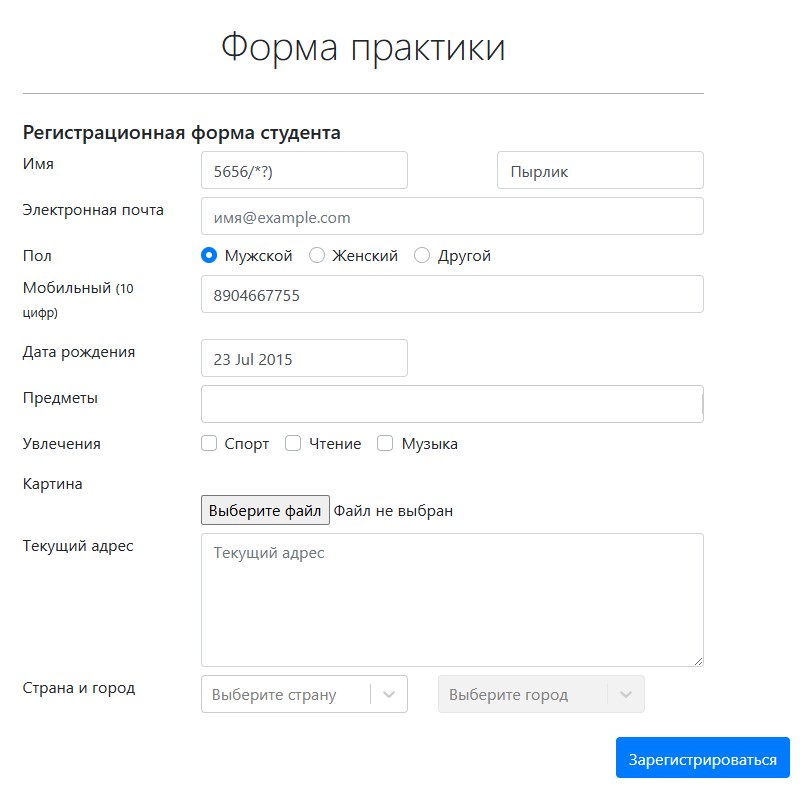 Форма практики
Регистрационная форма студента
Имя 5656/*?) Пырлик
Электронная почта имя@example.com
Пол Мужской Женский Другой
Мобильный (10
цифр) 8904667755
Дата рождения 23 Jul 2015
Предметы
Увлечения Спорт Чтение Музыка
Картина
Выберите файл Файл не выбран
Текущий адрес Текущий адрес
Страна и город Выберите страну Выберите город
Зарегистрироваться